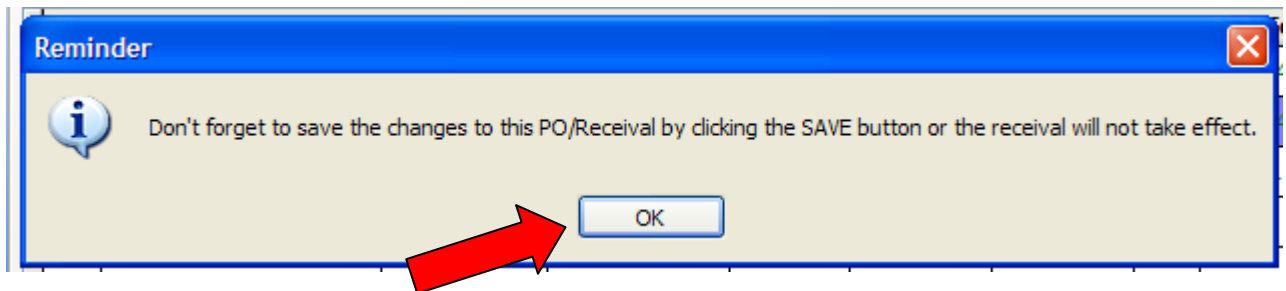 Reminder
Don't forget to save the changes to this PO/Receival by clicking the SAVE button or the receival will not take effect.
OK